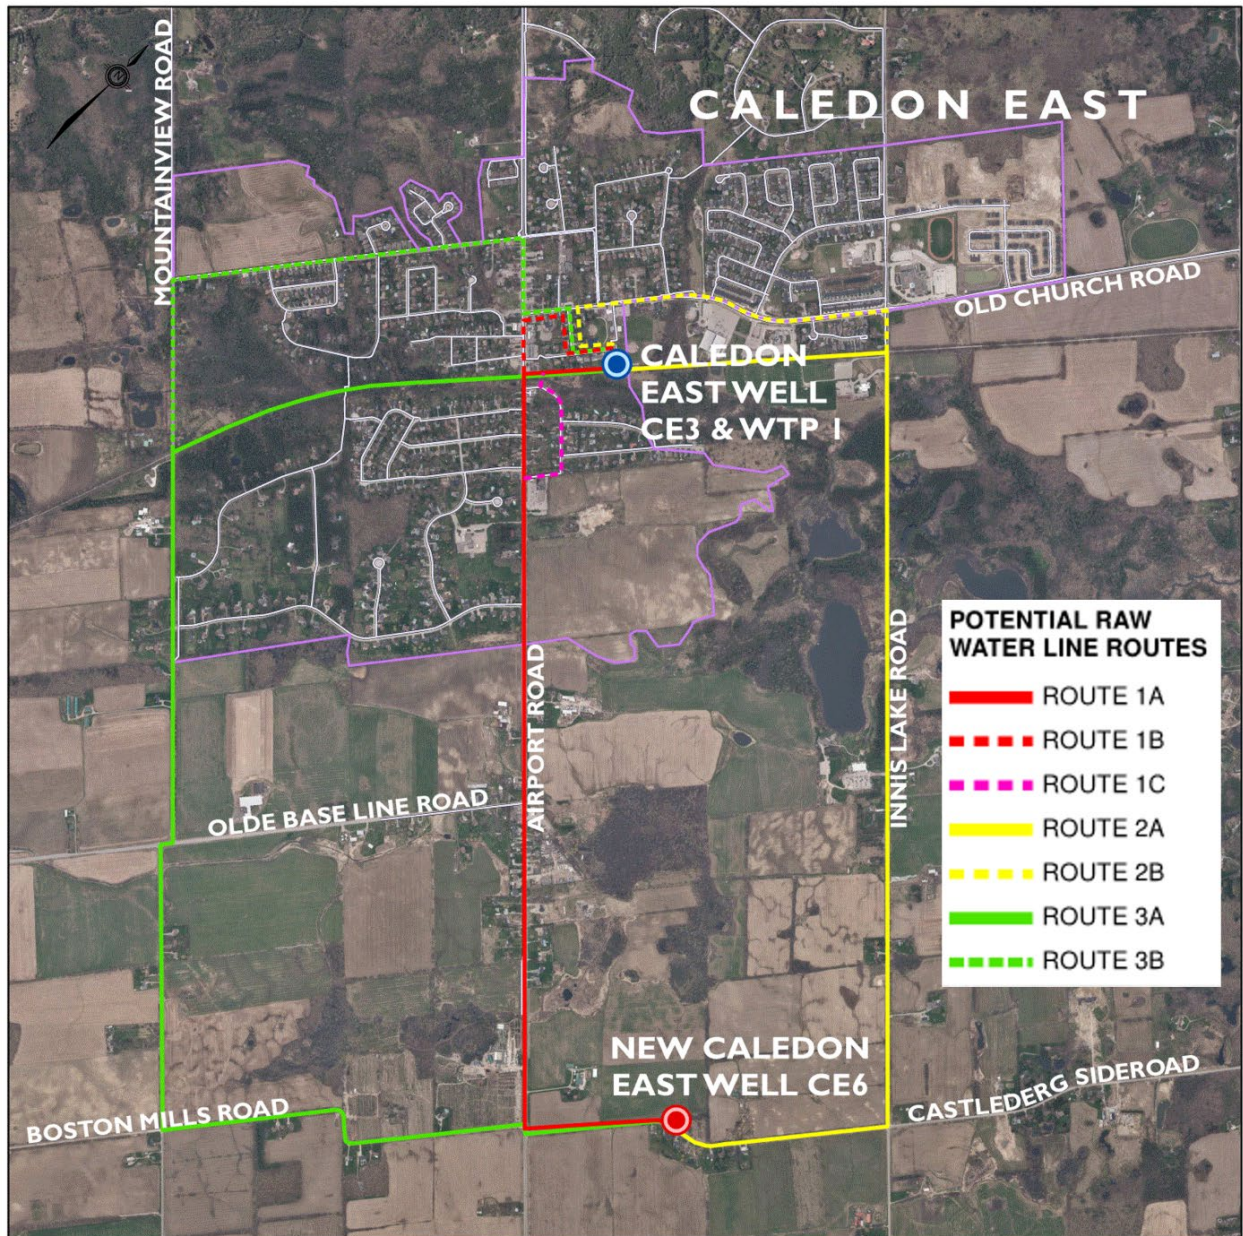 MOUNTAINVIEW ROAD
N
CALEDON EAST
OLD CHURCH ROAD
CALEDON
EAST WELL
CE3 & WTP 1
AIRPORT ROAD
INNIS LAKE ROAD
POTENTIAL RAW
WATER LINE ROUTES
ROUTE 1A
ROUTE 1B
ROUTE 1C
ROUTE 2A
ROUTE 2B
ROUTE 3A
ROUTE 3B
OLDE BASE LINE ROAD
NEW CALEDON
EAST WELL CE6
BOSTON MILLS ROAD
CASTLEDERG SIDEROAD